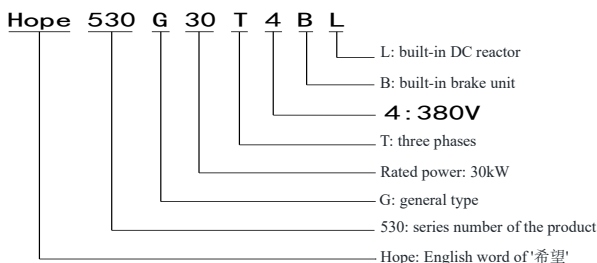 Hope 530 G 30 T 4 B L
L: built-in DC reactor
B: built-in brake unit
4:380V
T: three phases
Rated power: 30kW
G: general type
530: series number of the product
Hope: English word of '希望'